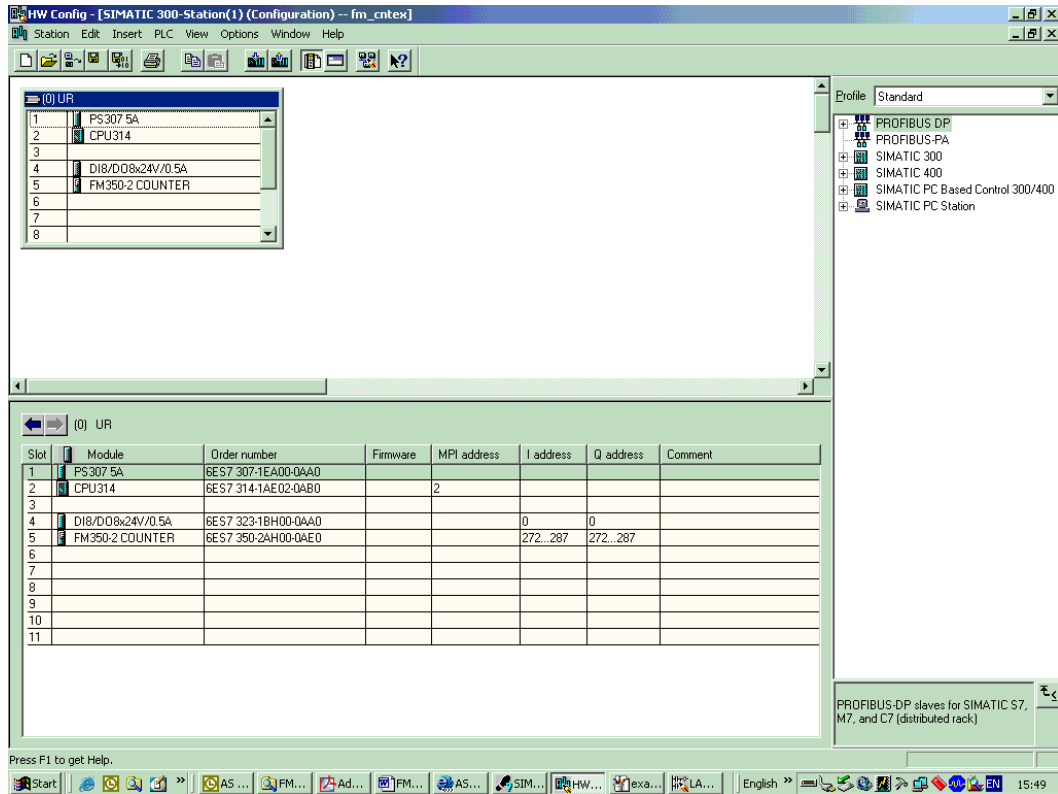 HW Config - [SIMATIC 300-Station(1) (Configuration) -- fm_cntex]
Station Edit Insert PLC View Options Window Help
(0) UR
1 PS307 5A
2 CPU314
3
4 DI8/DO8x24V/0.5A
5 FM350-2 COUNTER
6
7
8
Profile Standard
PROFIBUS DP
PROFIBUS-PA
SIMATIC 300
SIMATIC 400
SIMATIC PC Based Control 300/400
SIMATIC PC Station
(0) UR
Slot Module Order number Firmware MPI address I address Q address Comment
1 PS307 5A 6ES7 307-1EA00-0AA0
2 CPU314 6ES7 314-1AE02-0AB0 2
3
4 DI8/DO8x24V/0.5A 6ES7 323-1BH00-0AA0 0 0
5 FM350-2 COUNTER 6ES7 350-2AH00-0AE0 272...287 272...287
6
7
8
9
10
11
PROFIBUS-DP slaves for SIMATIC S7,
M7, and C7 (distributed rack)
Press F1 to get Help.
Start » AS ... FM... Ad... FM... AS... SIM... HW... exa... LA... English » EN 15:49